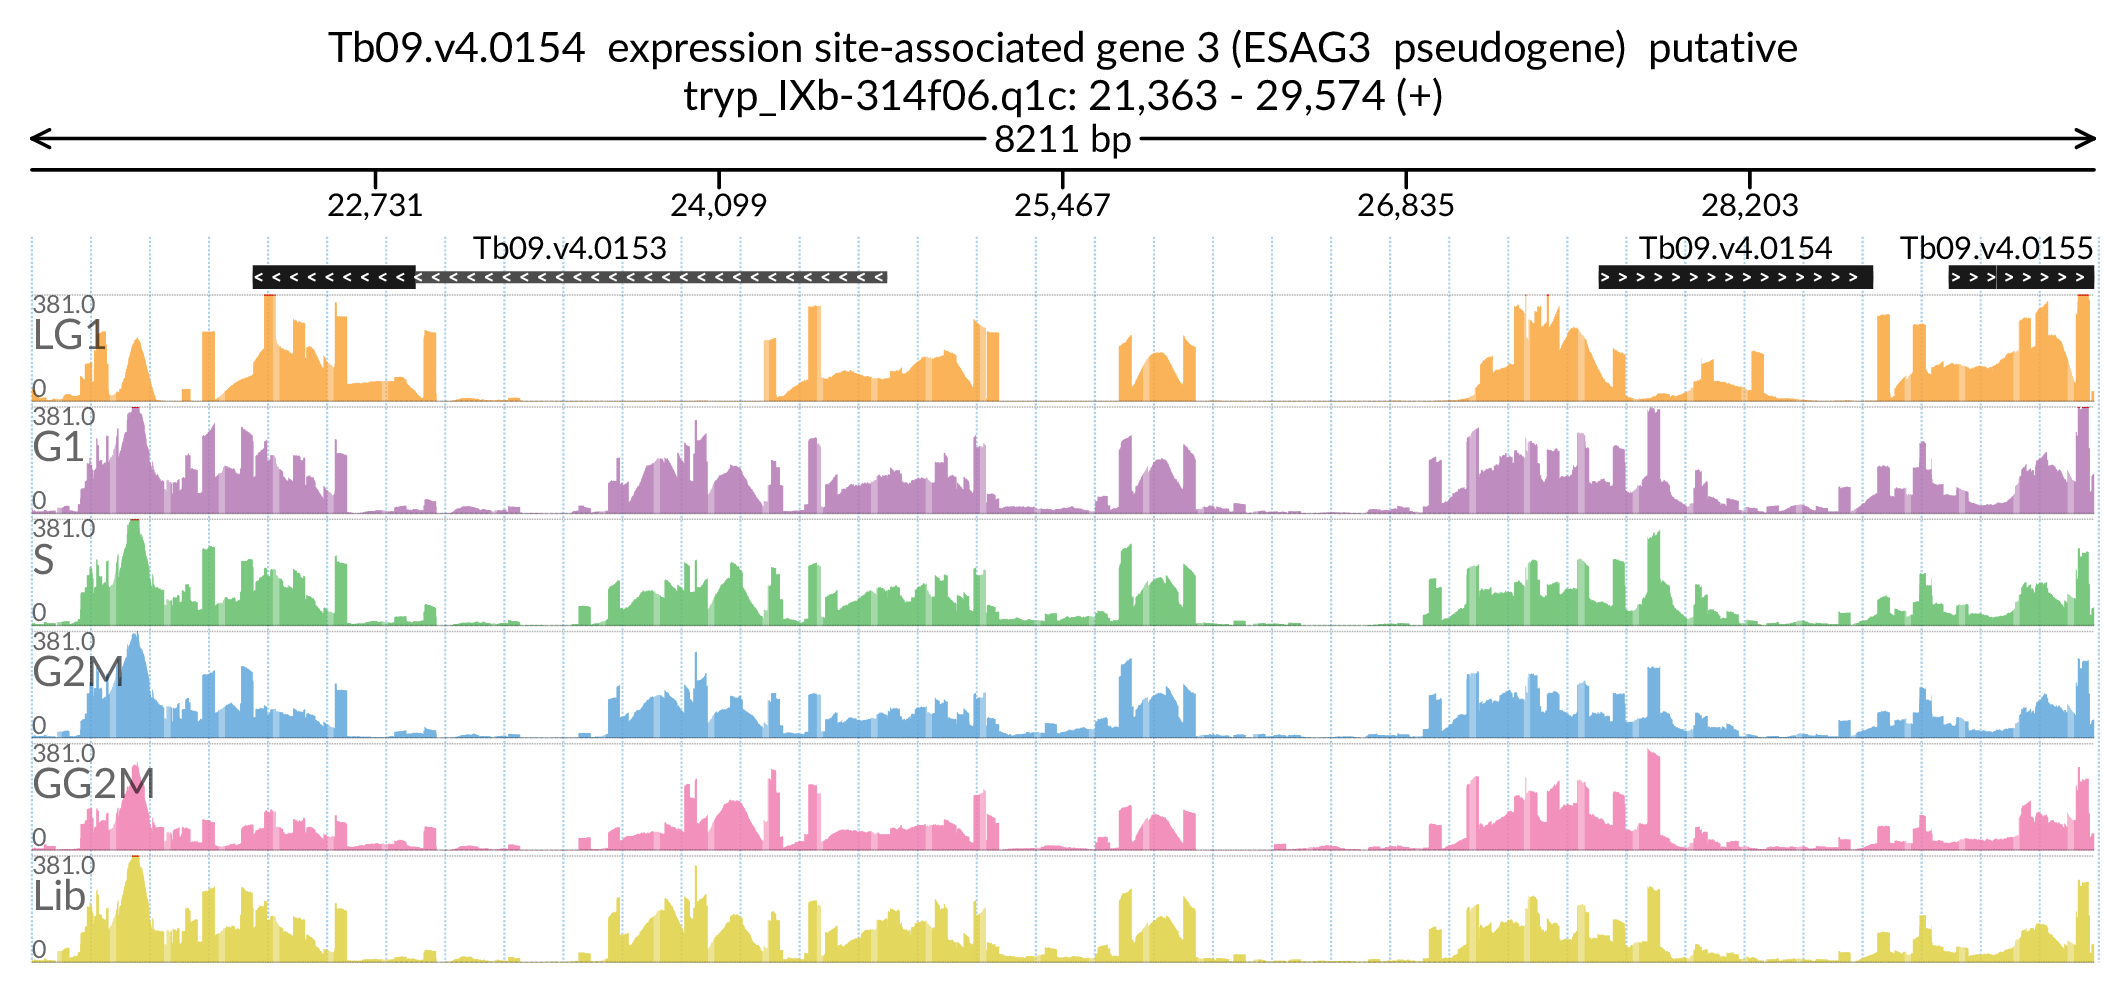 Tb09.v4.0154 expression site-associated gene 3 (ESAG3 pseudogene) putative
tryp_IXb-314f06.q1c: 21,363 - 29,574 (+)
8211 bp
22,731 24,099 25,467 26,835 28,203
Tb09.v4.0153 Tb09.v4.0154 Tb09.v4.0155
381.0
LG1
0
381.0
G1
0
381.0
S
0
381.0
G2M
0
381.0
GG2M
0
381.0
Lib
0